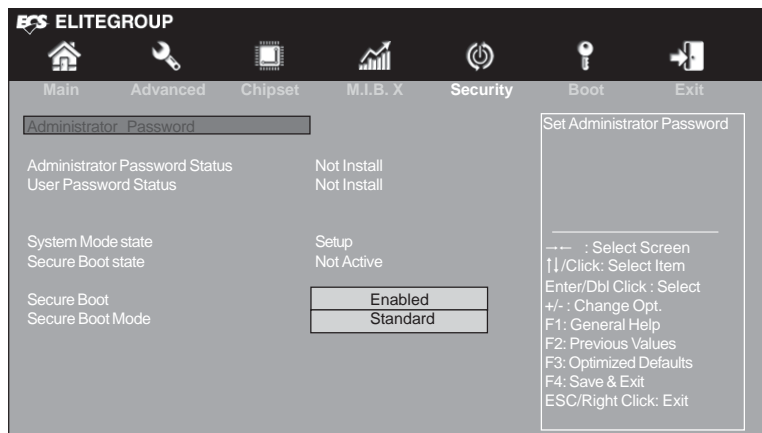 ECS ELITEGROUP
Main Advanced Chipset M.I.B. X Security Boot Exit
Administrator Password
Set Administrator Password
Administrator Password Status Not Install
User Password Status Not Install
System Mode state Setup
Secure Boot state Not Active
Secure Boot Enabled
Secure Boot Mode Standard
→← : Select Screen
↑↓/Click: Select Item
Enter/Dbl Click : Select
+/- : Change Opt.
F1: General Help
F2: Previous Values
F3: Optimized Defaults
F4: Save & Exit
ESC/Right Click: Exit